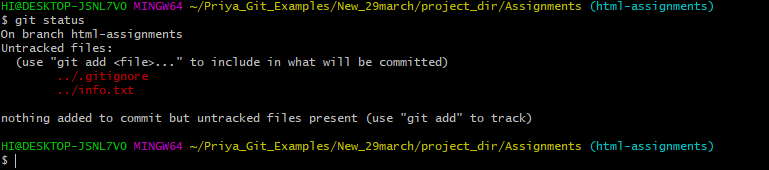 HI@DESKTOP-JSNL7VO MINGW64 ~/Priya_Git_Examples/New_29march/project_dir/Assignments (html-assignments)
$ git status
On branch html-assignments
Untracked files:
  (use "git add <file>..." to include in what will be committed)
        ../.gitignore
        ../info.txt

nothing added to commit but untracked files present (use "git add" to track)

HI@DESKTOP-JSNL7VO MINGW64 ~/Priya_Git_Examples/New_29march/project_dir/Assignments (html-assignments)
$